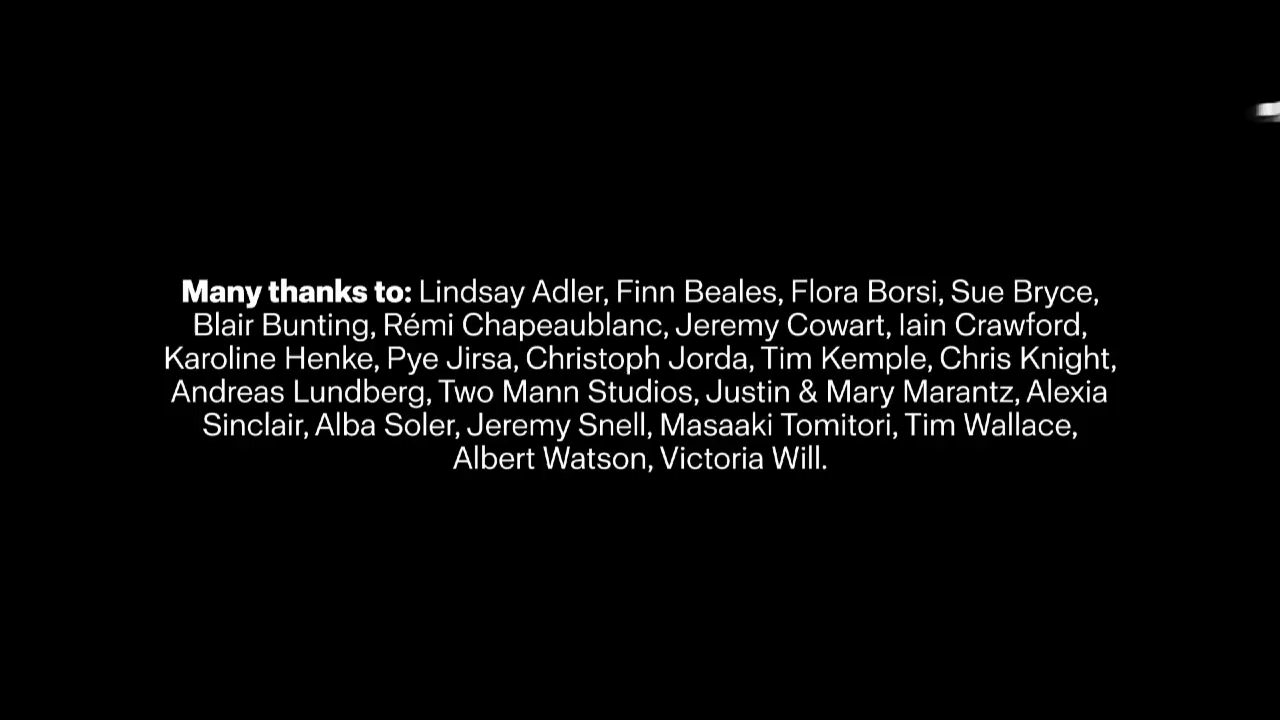 Many thanks to: Lindsay Adler, Finn Beales, Flora Borsi, Sue Bryce,
Blair Bunting, Rémi Chapeaublanc, Jeremy Cowart, Iain Crawford,
Karoline Henke, Pye Jirsa, Christoph Jorda, Tim Kemple, Chris Knight,
Andreas Lundberg, Two Mann Studios, Justin & Mary Marantz, Alexia
Sinclair, Alba Soler, Jeremy Snell, Masaaki Tomitori, Tim Wallace,
Albert Watson, Victoria Will.